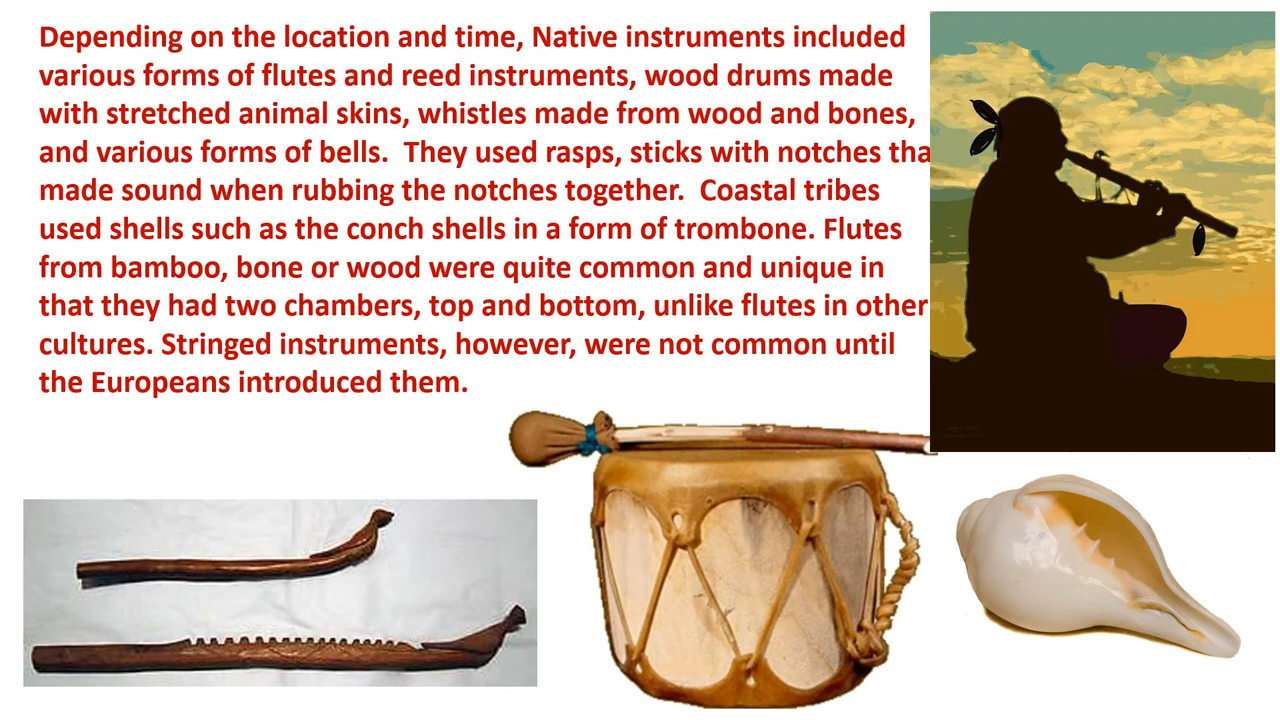 Depending on the location and time, Native instruments included
various forms of flutes and reed instruments, wood drums made
with stretched animal skins, whistles made from wood and bones,
and various forms of bells.  They used rasps, sticks with notches tha
made sound when rubbing the notches together.  Coastal tribes
used shells such as the conch shells in a form of trombone. Flutes
from bamboo, bone or wood were quite common and unique in
that they had two chambers, top and bottom, unlike flutes in other
cultures. Stringed instruments, however, were not common until
the Europeans introduced them.